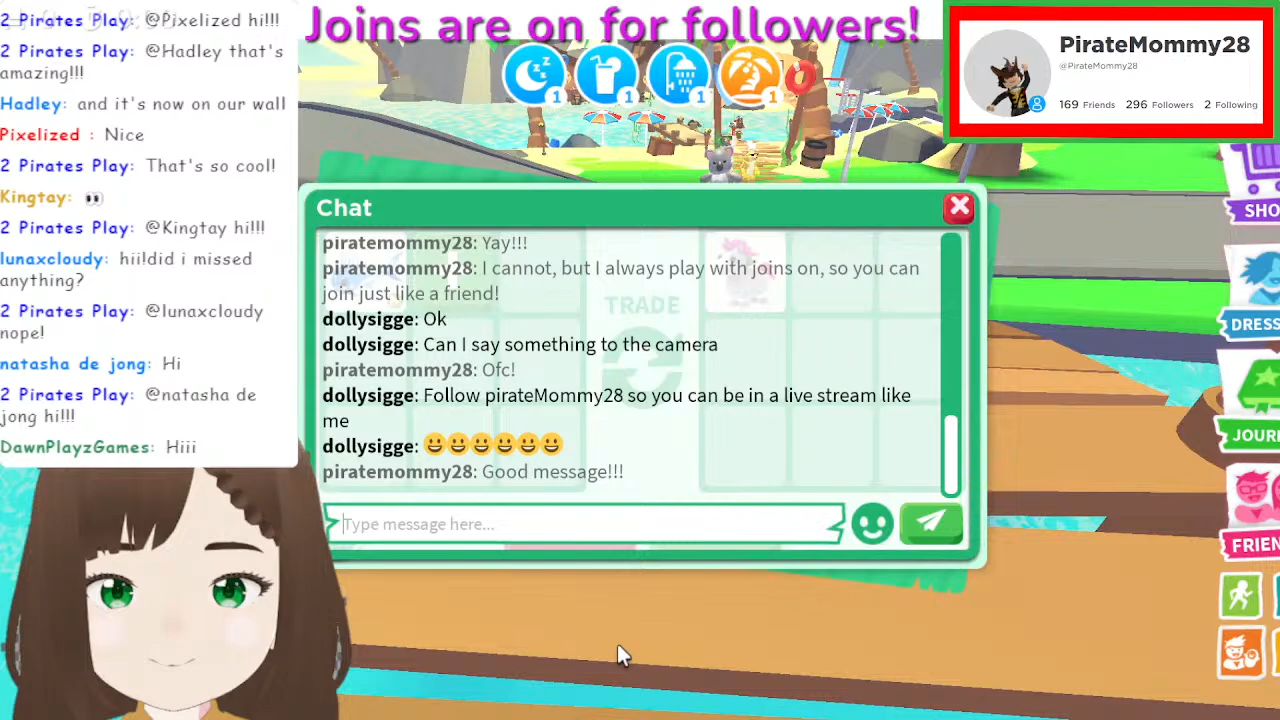 Joins are on for followers!
2 Pirates Play: @Pixelized hi!!!
2 Pirates Play: @Hadley that's
amazing!!!
Hadley: and it's now on our wall
Pixelized : Nice
2 Pirates Play: That's so cool!
Kingtay: 👀
2 Pirates Play: @Kingtay hi!!!
lunaxcloudy: hii!did i missed
anything?
2 Pirates Play: @lunaxcloudy
nope!
natasha de jong: Hi
2 Pirates Play: @natasha de
jong hi!!!
DawnPlayzGames: Hiii
1
1
1
1
PirateMommy28
@PirateMommy28
169 Friends 296 Followers 2 Following
Chat
piratemommy28: Yay!!!
piratemommy28: I cannot, but I always play with joins on, so you can
join just like a friend!
dollysigge: Ok
dollysigge: Can I say something to the camera
piratemommy28: Ofc!
dollysigge: Follow pirateMommy28 so you can be in a live stream like
me
dollysigge: 😀😀😀😀😀😀
piratemommy28: Good message!!!
Type message here...
TRADE
SHO
DRESS
JOUR
FRIEN